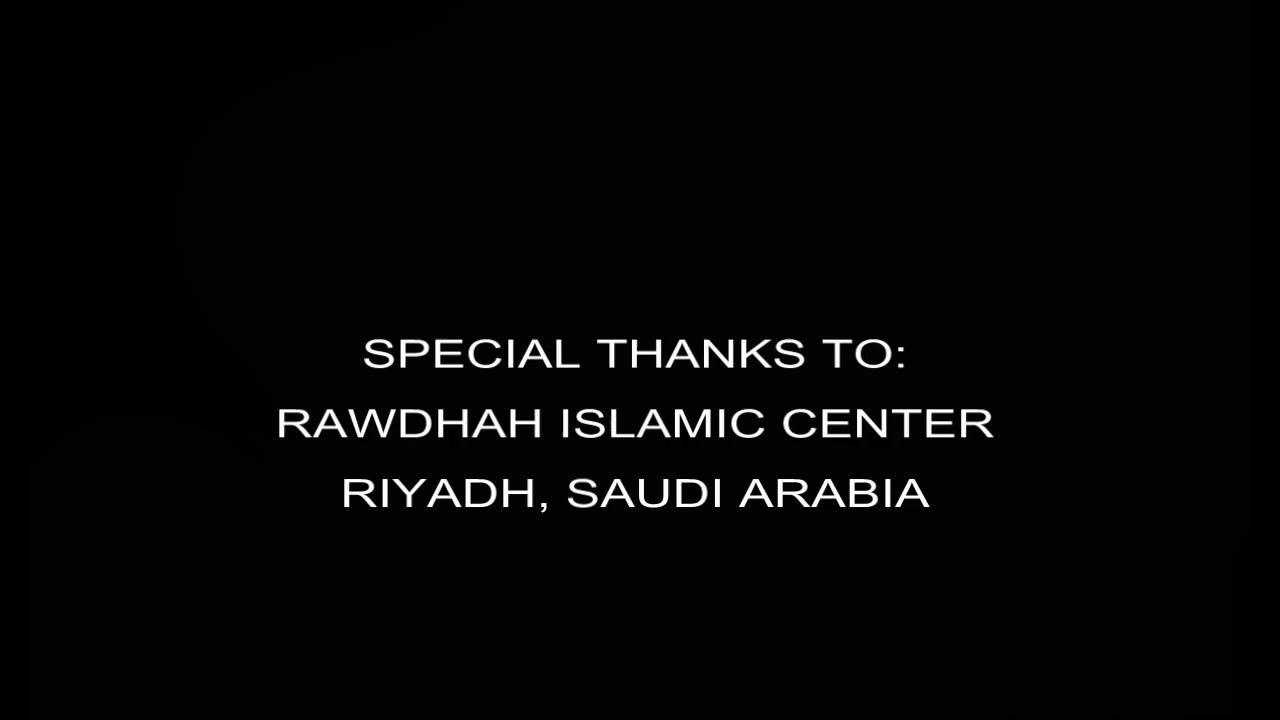 SPECIAL THANKS TO:
RAWDHAH ISLAMIC CENTER
RIYADH, SAUDI ARABIA